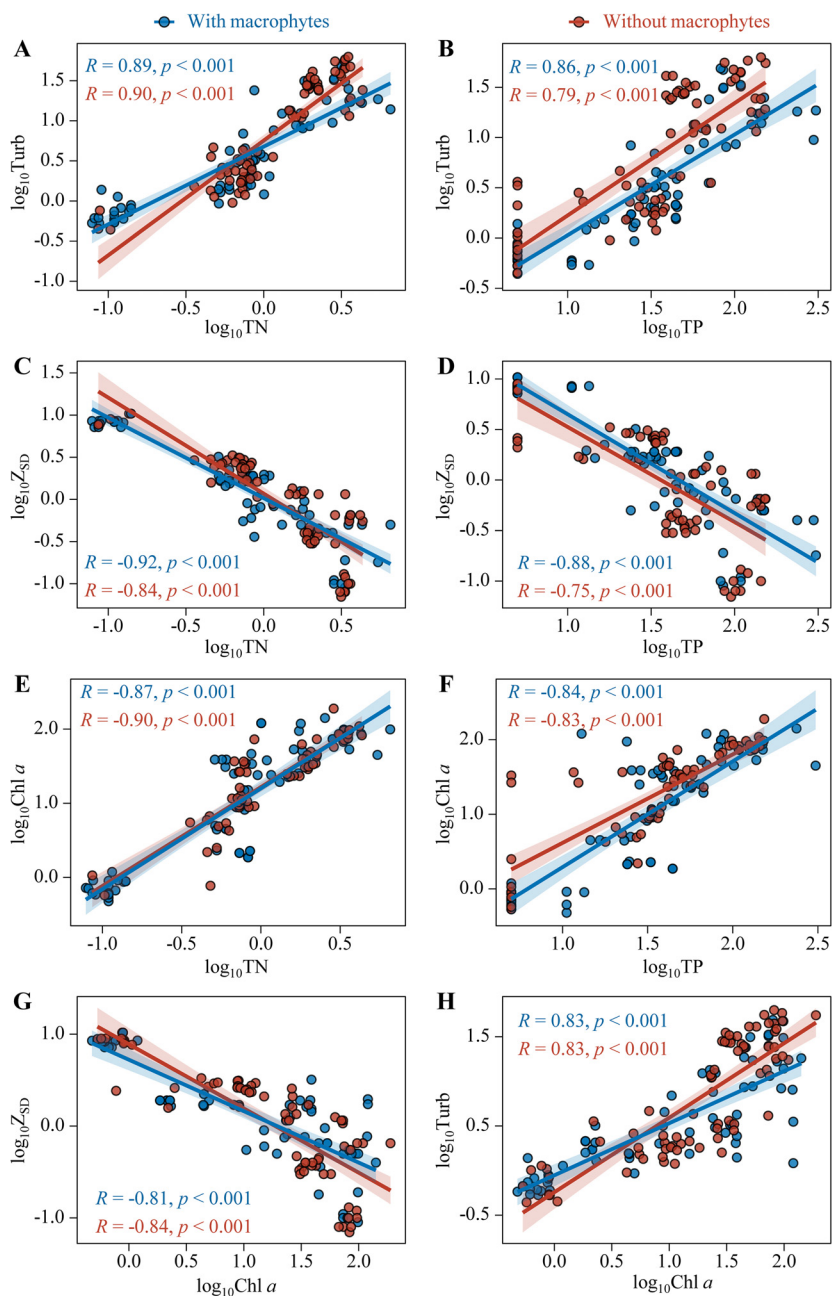 With macrophytes Without macrophytes
A B
R = 0.89, p < 0.001 R = 0.86, p < 0.001
R = 0.90, p < 0.001 R = 0.79, p < 0.001
1.5 1.5
1.0 1.0
0.5 0.5
0.0 0.0
-0.5 -0.5
-1.0
log₁₀Turb log₁₀Turb
-1.0 -0.5 0.0 0.5 1.0 1.5 2.0 2.5
log₁₀TN log₁₀TP
C D
1.5
1.0 1.0
0.5 0.5
0.0 0.0
-0.5 -0.5
-1.0 -1.0
log₁₀Z_SD log₁₀Z_SD
R = -0.92, p < 0.001 R = -0.88, p < 0.001
R = -0.84, p < 0.001 R = -0.75, p < 0.001
-1.0 -0.5 0.0 0.5 1.0 1.5 2.0 2.5
log₁₀TN log₁₀TP
E F
R = -0.87, p < 0.001 R = -0.84, p < 0.001
R = -0.90, p < 0.001 R = -0.83, p < 0.001
2.0 2.0
1.0 1.0
0.0 0.0
log₁₀Chl a log₁₀Chl a
-1.0 -0.5 0.0 0.5 1.0 1.5 2.0 2.5
log₁₀TN log₁₀TP
G H
R = 0.83, p < 0.001
R = 0.83, p < 0.001
1.0 1.5
0.0 0.5
-1.0 -0.5
log₁₀Z_SD log₁₀Turb
R = -0.81, p < 0.001
R = -0.84, p < 0.001
0.0 0.5 1.0 1.5 2.0 0.0 0.5 1.0 1.5 2.0
log₁₀Chl a log₁₀Chl a